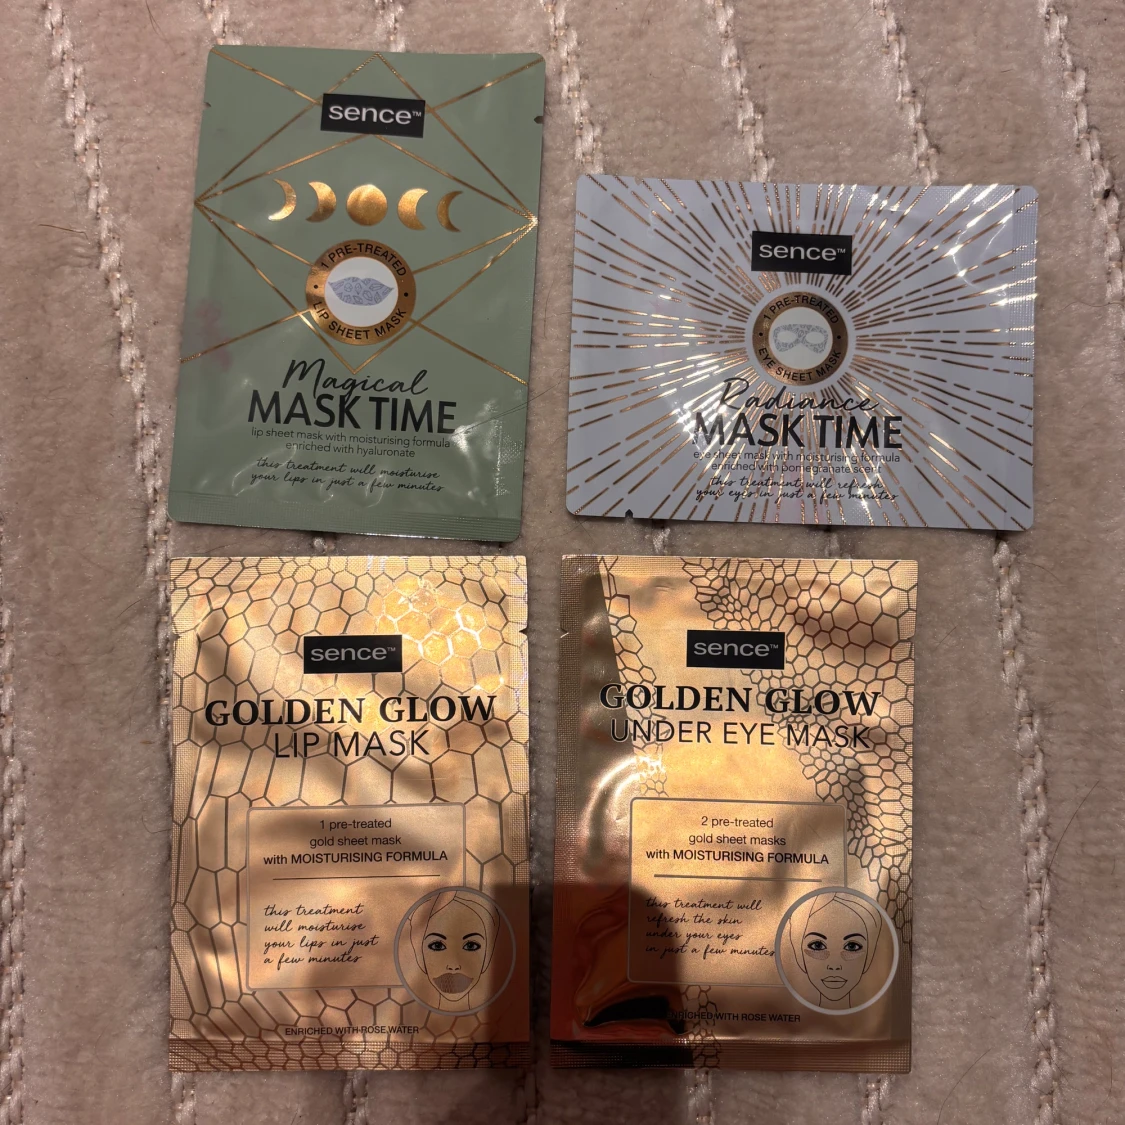 sence™
1 PRE-TREATED
LIP SHEET MASK
Magical
MASK TIME
lip sheet mask with moisturising formula
enriched with hyaluronate
this treatment will moisturise
your lips in just a few minutes
sence™
1 PRE-TREATED
EYE SHEET MASK
Radiance
MASK TIME
eye sheet mask with moisturising formula
enriched with pomegranate scent
this treatment will refresh
your eyes in just a few minutes
sence™
GOLDEN GLOW
LIP MASK
1 pre-treated
gold sheet mask
with MOISTURISING FORMULA
this treatment
will moisturise
your lips in just
a few minutes
ENRICHED WITH ROSE WATER
sence™
GOLDEN GLOW
UNDER EYE MASK
2 pre-treated
gold sheet masks
with MOISTURISING FORMULA
this treatment will
refresh the skin
under your eyes
in just a few minutes
ENRICHED WITH ROSE WATER